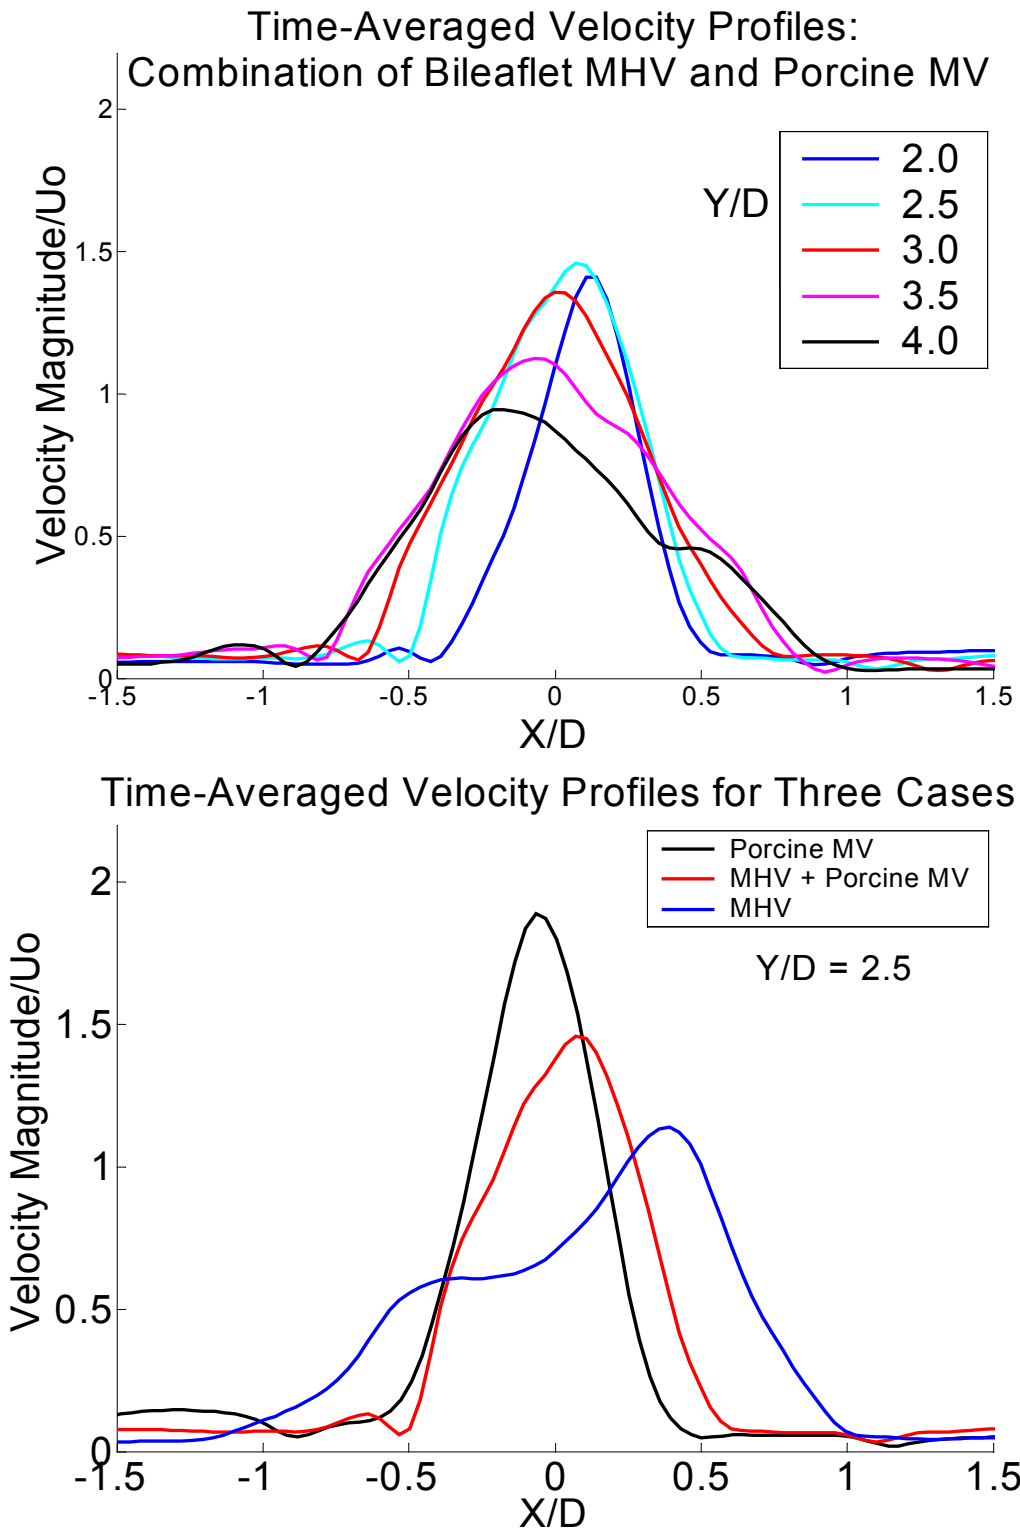 Time-Averaged Velocity Profiles:
Combination of Bileaflet MHV and Porcine MV
Velocity Magnitude/Uo
2
1.5
1
0.5
0
Y/D
2.0
2.5
3.0
3.5
4.0
-1.5 -1 -0.5 0 0.5 1 1.5
X/D
Time-Averaged Velocity Profiles for Three Cases
Velocity Magnitude/Uo
2
1.5
1
0.5
0
Porcine MV
MHV + Porcine MV
MHV
Y/D = 2.5
-1.5 -1 -0.5 0 0.5 1 1.5
X/D